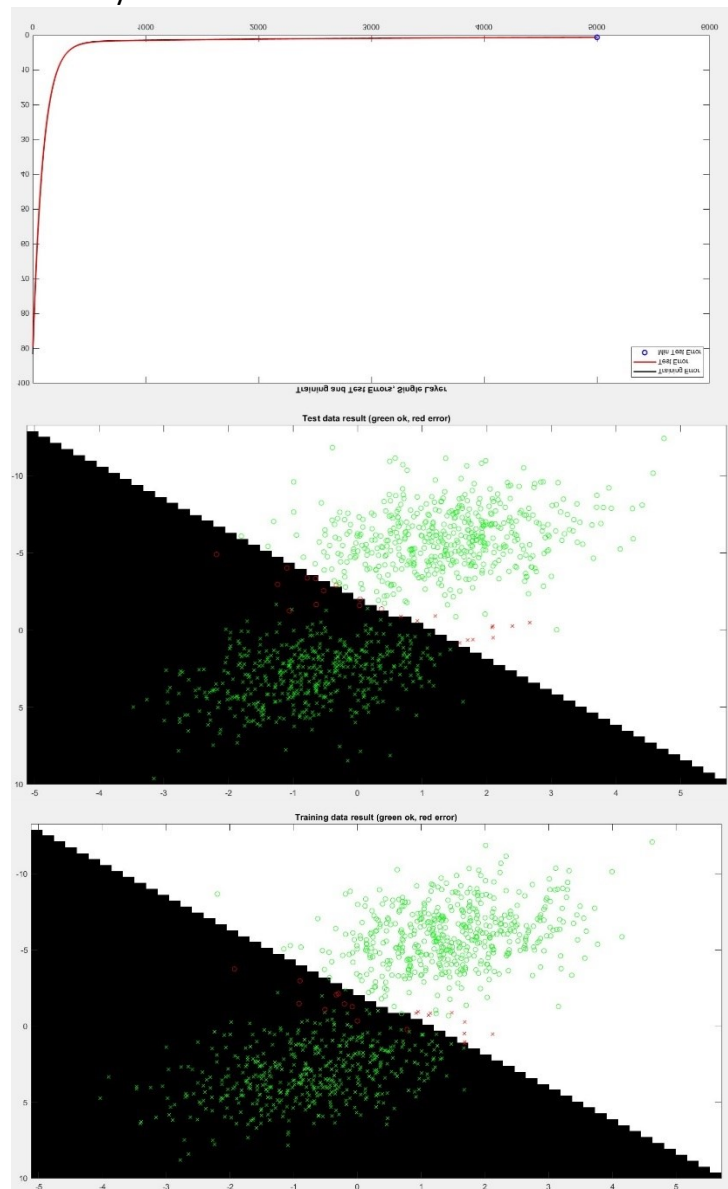 0 1000 2000 3000 4000 5000 6000
0
10
20
30
40
50
60
70
80
90
100
Min Test Error
Test Error
Training Error
Training and Test Errors, Single Layer
Test data result (green ok, red error)
-10
-5
0
5
10
-5 -4 -3 -2 -1 0 1 2 3 4 5
Training data result (green ok, red error)
-10
-5
0
5
10
-5 -4 -3 -2 -1 0 1 2 3 4 5